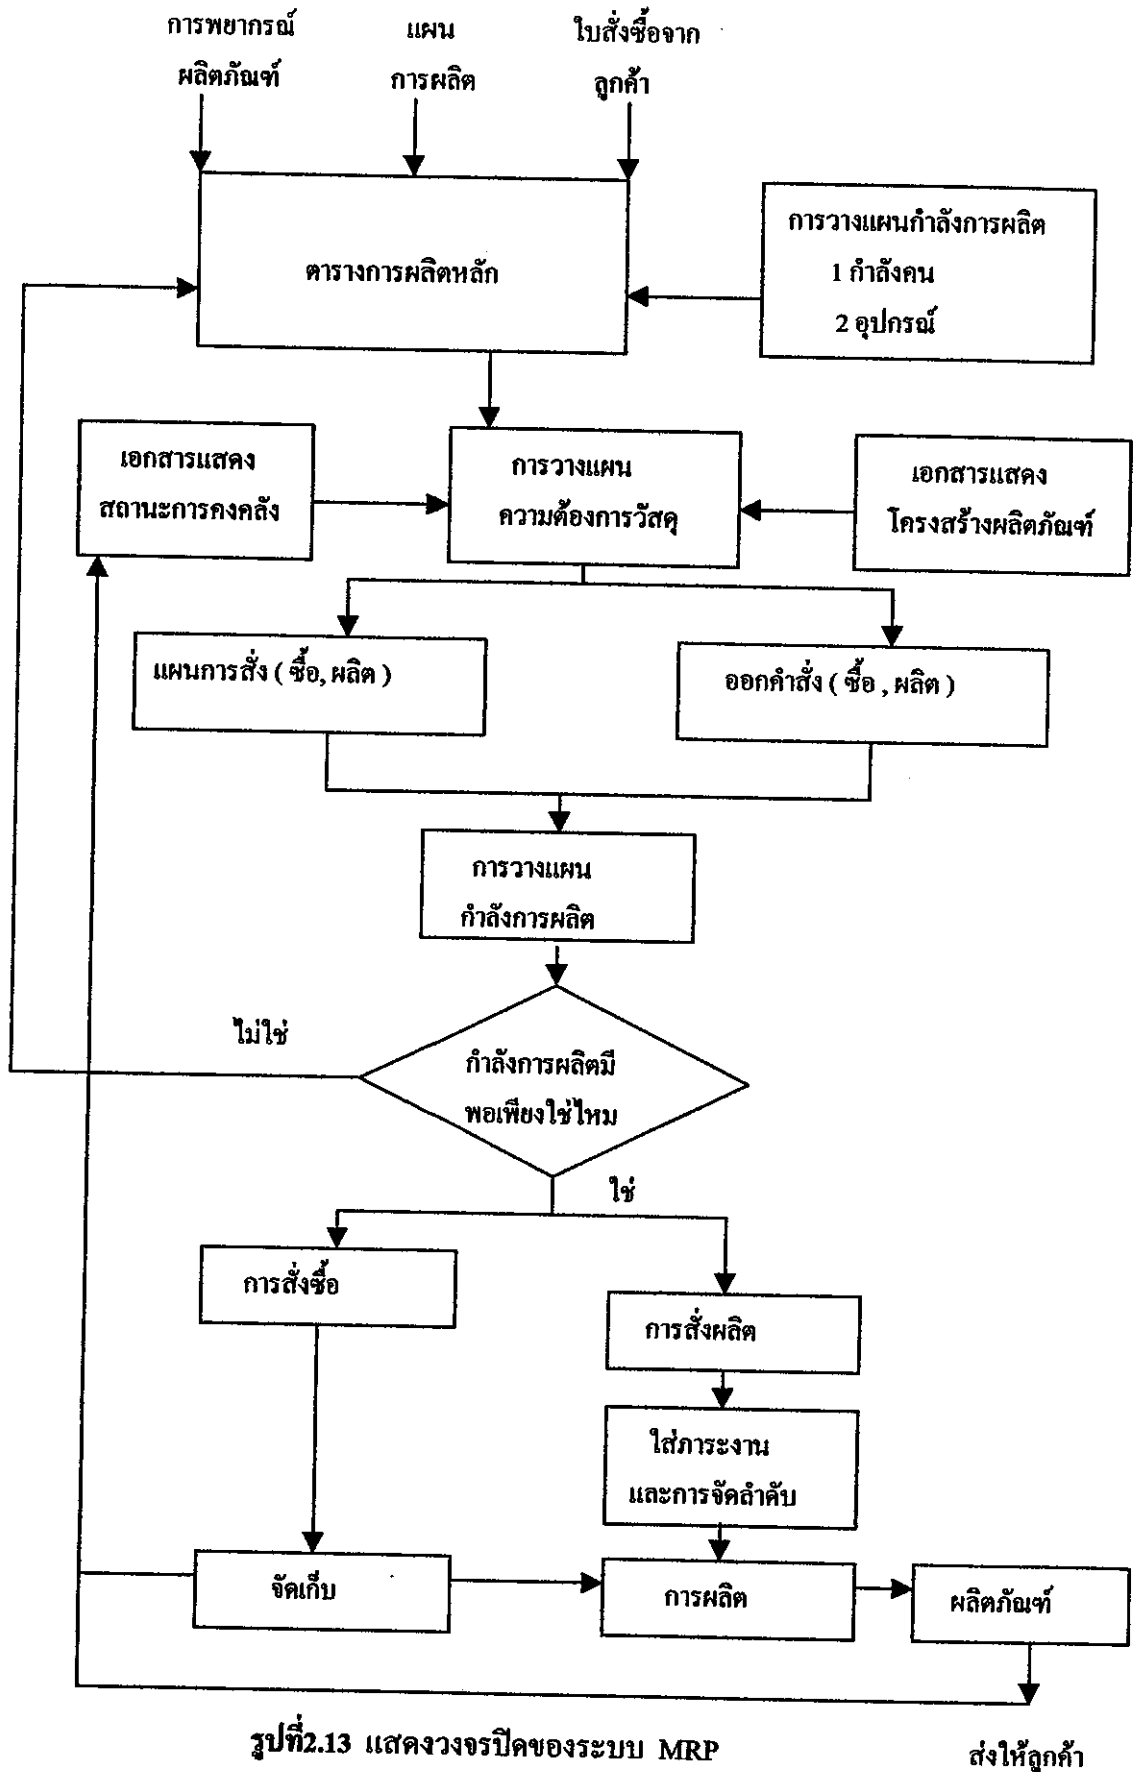 การพยากรณ์
ผลิตภัณฑ์
แผน
การผลิต
ใบสั่งซื้อจาก
ลูกค้า
ตารางการผลิตหลัก
การวางแผนกำลังการผลิต
1 กำลังคน
2 อุปกรณ์
เอกสารแสดง
สถานะการคงคลัง
การวางแผน
ความต้องการวัสดุ
เอกสารแสดง
โครงสร้างผลิตภัณฑ์
แผนการสั่ง ( ซื้อ, ผลิต )
ออกคำสั่ง ( ซื้อ , ผลิต )
การวางแผน
กำลังการผลิต
ไม่ใช่
กำลังการผลิตมี
พอเพียงใช่ไหม
ใช่
การสั่งซื้อ
การสั่งผลิต
ใส่ภาระงาน
และการจัดลำดับ
จัดเก็บ
การผลิต
ผลิตภัณฑ์
รูปที่2.13 แสดงวงจรปิดของระบบ MRP
ส่งให้ลูกค้า